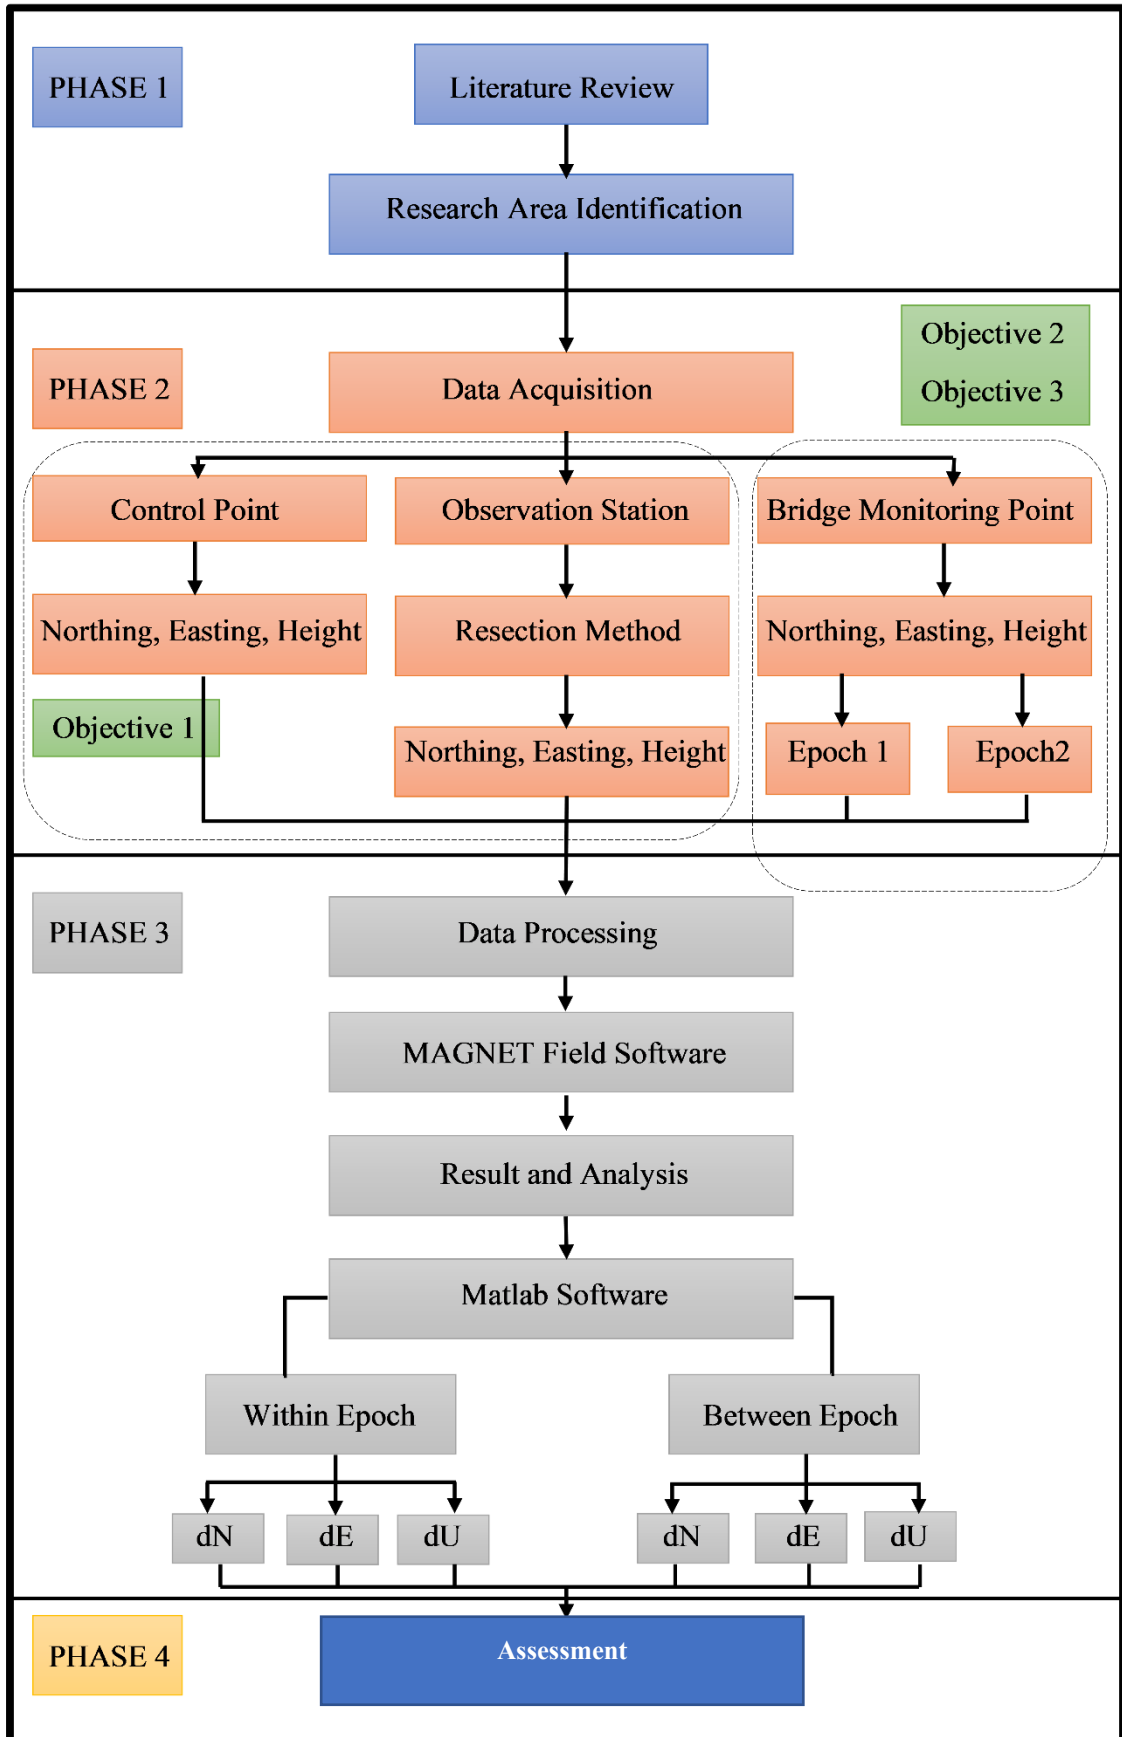 PHASE 1
Literature Review
Research Area Identification
Objective 2
Objective 3
PHASE 2
Data Acquisition
Control Point
Observation Station
Bridge Monitoring Point
Northing, Easting, Height
Resection Method
Northing, Easting, Height
Objective 1
Northing, Easting, Height
Epoch 1
Epoch2
PHASE 3
Data Processing
MAGNET Field Software
Result and Analysis
Matlab Software
Within Epoch
Between Epoch
dN
dE
dU
dN
dE
dU
PHASE 4
Assessment